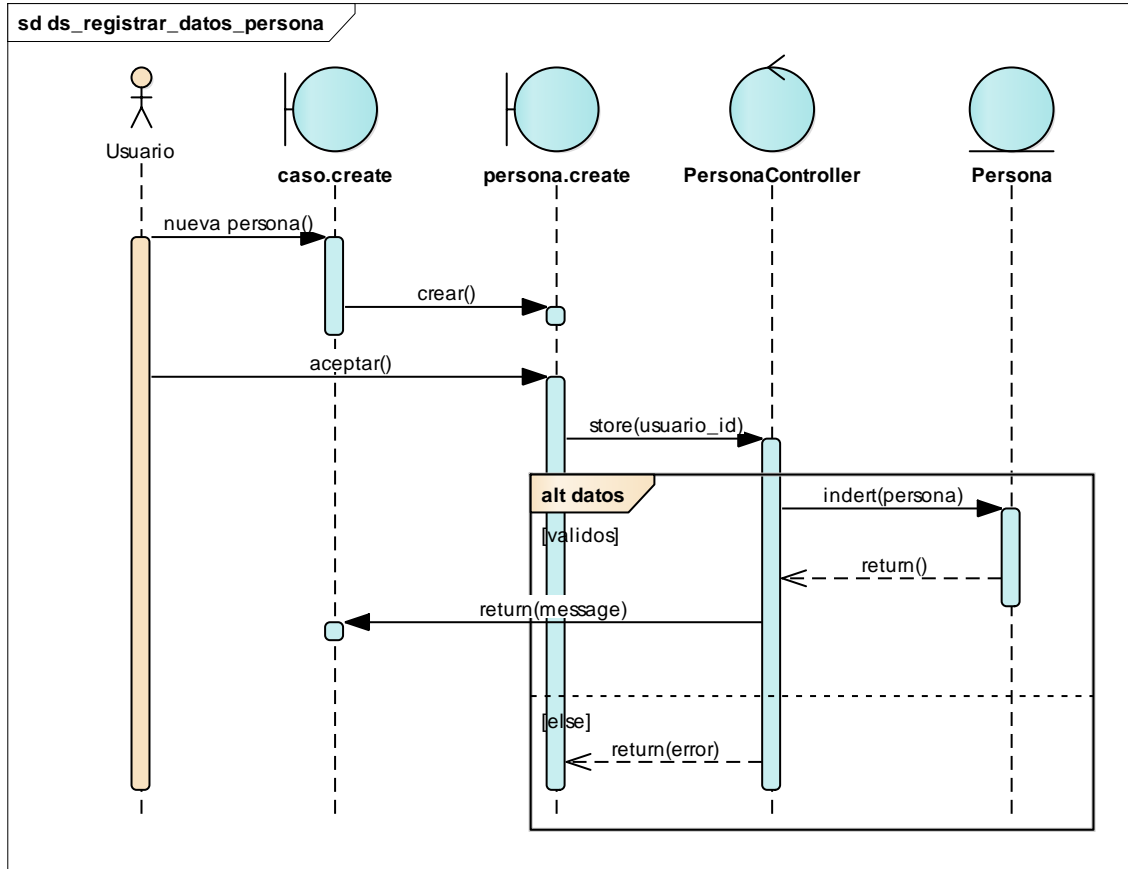 sd ds_registrar_datos_persona
Usuario
caso.create
persona.create
PersonaController
Persona
nueva persona()
crear()
aceptar()
store(usuario_id)
alt datos
indert(persona)
[validos]
return()
return(message)
[else]
return(error)